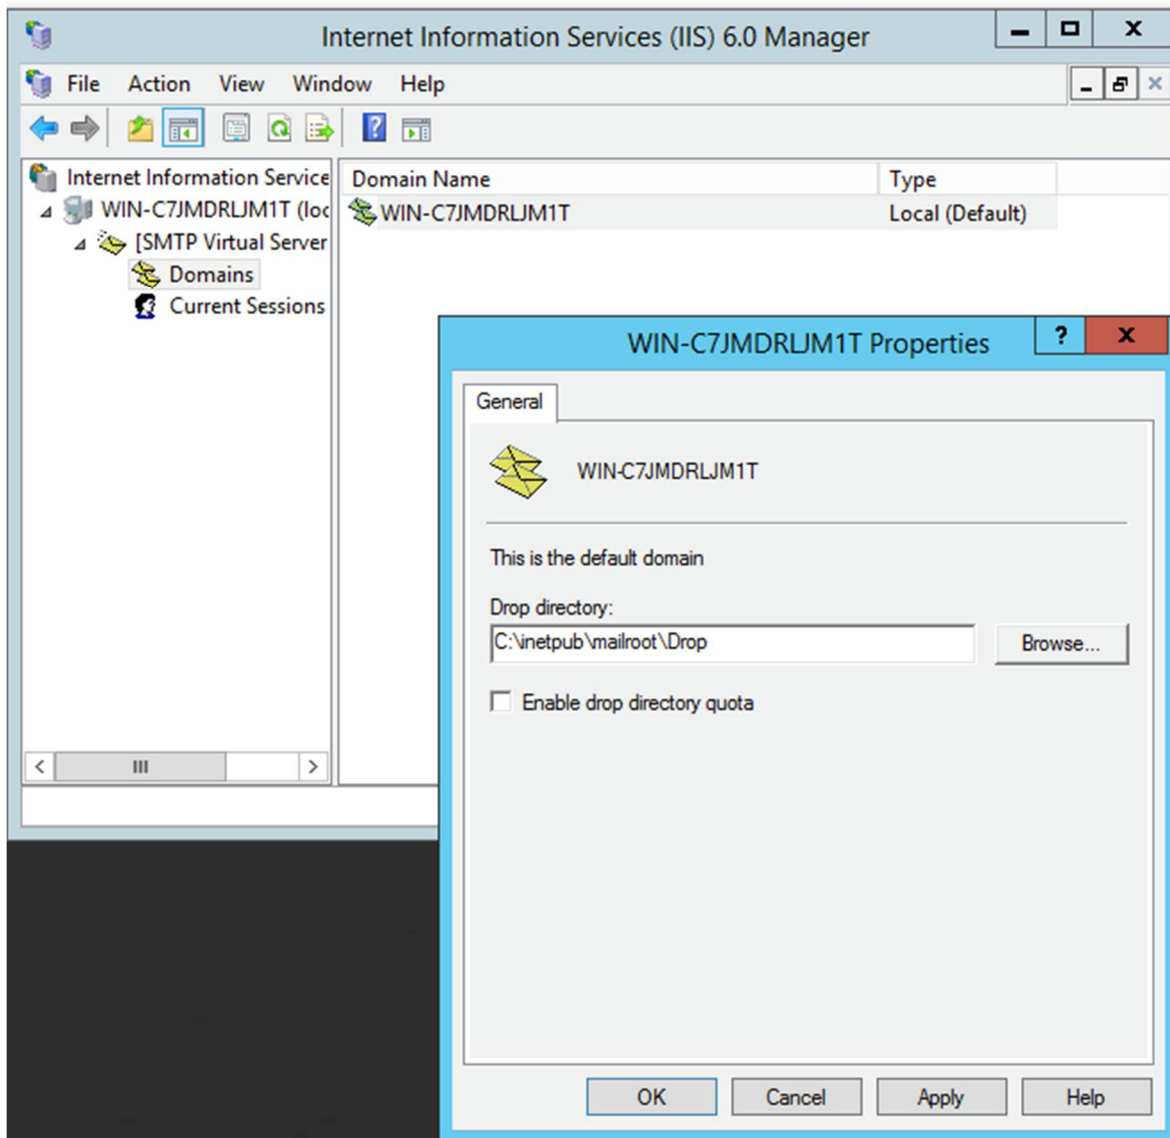 Internet Information Services (IIS) 6.0 Manager
File Action View Window Help
Internet Information Service
WIN-C7JMDRLJM1T (loc
[SMTP Virtual Server
Domains
Current Sessions
Domain Name Type
WIN-C7JMDRLJM1T Local (Default)
WIN-C7JMDRLJM1T Properties
General
WIN-C7JMDRLJM1T
This is the default domain
Drop directory:
C:\inetpub\mailroot\Drop Browse...
Enable drop directory quota
OK Cancel Apply Help